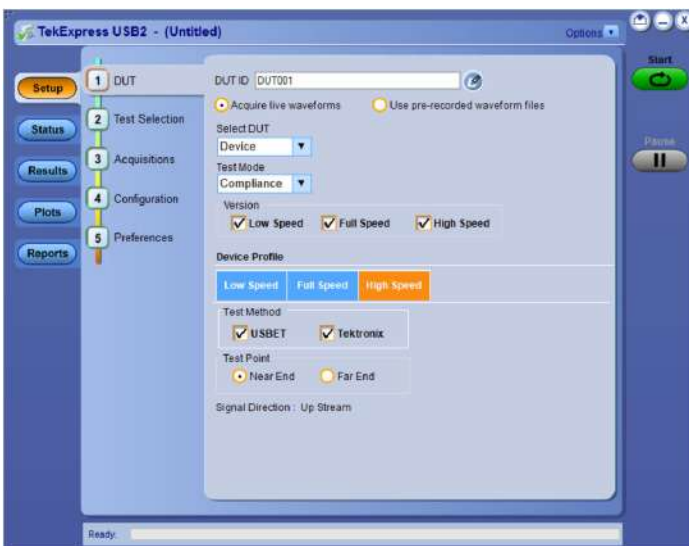 TekExpress USB2 - (Untitled)
Options
Start
Pause
Setup
Status
Results
Plots
Reports
1 DUT
2 Test Selection
3 Acquisitions
4 Configuration
5 Preferences
DUT ID DUT001
Acquire live waveforms Use pre-recorded waveform files
Select DUT
Device
Test Mode
Compliance
Version
Low Speed Full Speed High Speed
Device Profile
Low Speed Full Speed High Speed
Test Method
USBET Tektronix
Test Point
Near End Far End
Signal Direction : Up Stream
Ready.